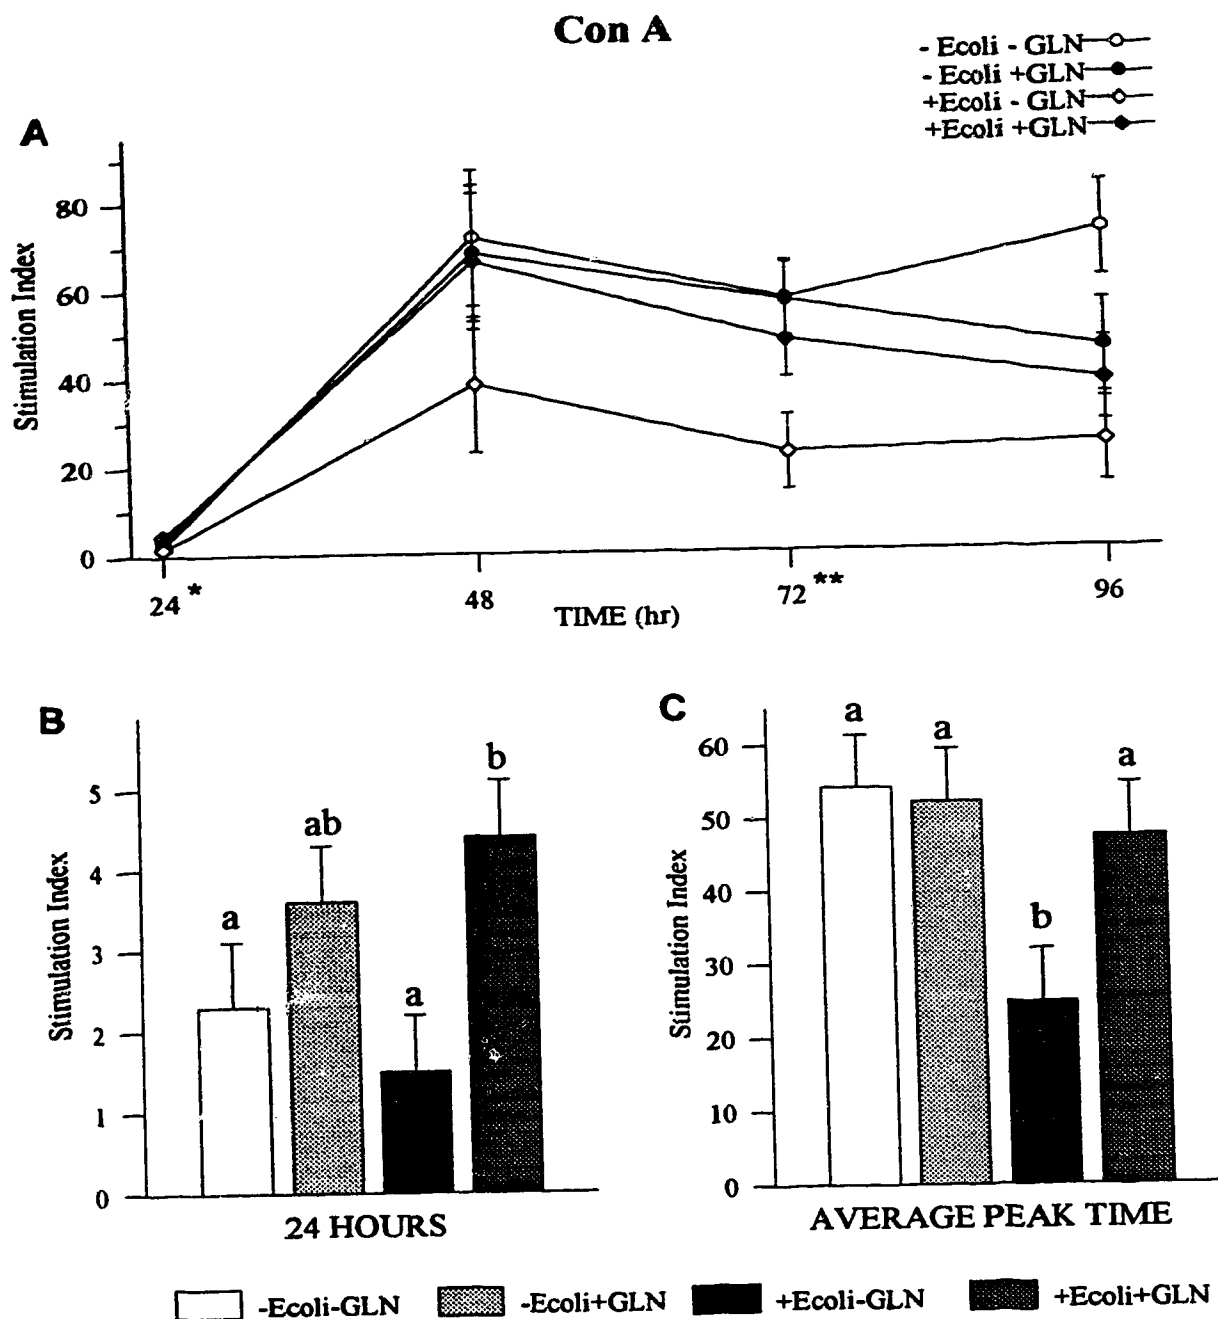 Con A
- Ecoli - GLN
- Ecoli +GLN
+Ecoli - GLN
+Ecoli +GLN
A
Stimulation Index
80
60
40
20
0
24 *
48
72 **
96
TIME (hr)
B
Stimulation Index
5
4
3
2
1
0
a
ab
a
b
24 HOURS
C
Stimulation Index
60
50
40
30
20
10
0
a
a
b
a
AVERAGE PEAK TIME
-Ecoli-GLN
-Ecoli+GLN
+Ecoli-GLN
+Ecoli+GLN